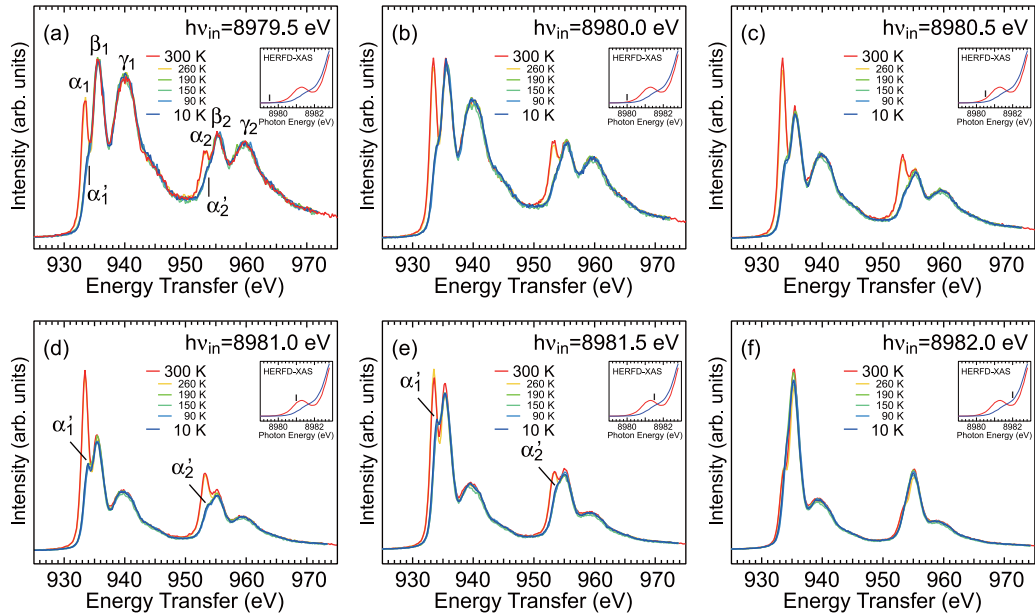 (a) hνin=8979.5 eV
Intensity (arb. units)
α1 β1 γ1 α1′
α2 β2 γ2 α2′
300 K
260 K
190 K
150 K
90 K
10 K
HERFD-XAS
8980 8982
Photon Energy (eV)
930 940 950 960 970
Energy Transfer (eV)
(b) hνin=8980.0 eV
Intensity (arb. units)
300 K
260 K
190 K
150 K
90 K
10 K
HERFD-XAS
8980 8982
Photon Energy (eV)
930 940 950 960 970
Energy Transfer (eV)
(c) hνin=8980.5 eV
Intensity (arb. units)
300 K
260 K
190 K
150 K
90 K
10 K
HERFD-XAS
8980 8982
Photon Energy (eV)
930 940 950 960 970
Energy Transfer (eV)
(d) hνin=8981.0 eV
Intensity (arb. units)
α1′
α2′
300 K
260 K
190 K
150 K
90 K
10 K
HERFD-XAS
8980 8982
Photon Energy (eV)
930 940 950 960 970
Energy Transfer (eV)
(e) hνin=8981.5 eV
Intensity (arb. units)
α1′
α2′
300 K
260 K
190 K
150 K
90 K
10 K
HERFD-XAS
8980 8982
Photon Energy (eV)
930 940 950 960 970
Energy Transfer (eV)
(f) hνin=8982.0 eV
Intensity (arb. units)
300 K
260 K
190 K
150 K
90 K
10 K
HERFD-XAS
8980 8982
Photon Energy (eV)
930 940 950 960 970
Energy Transfer (eV)